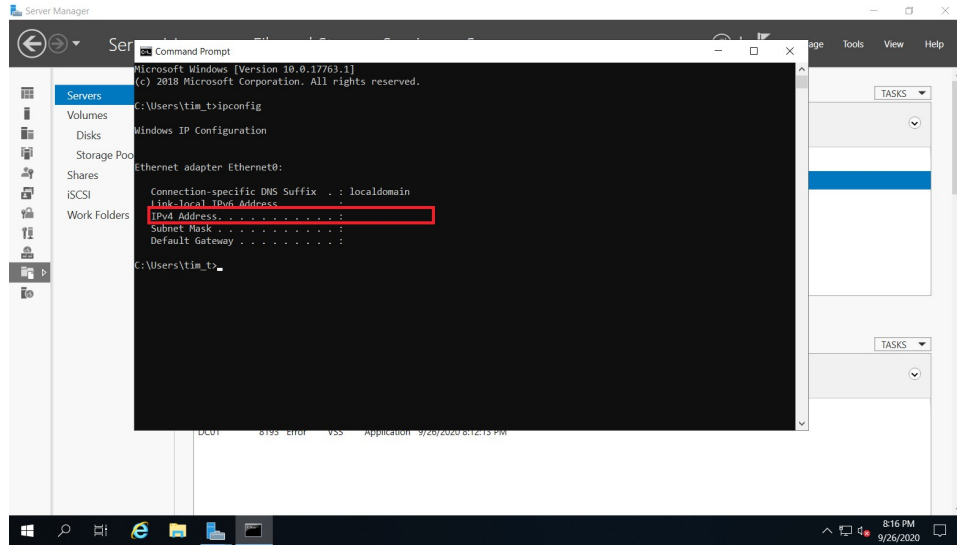 Server Manager
Ser
age Tools View Help
Command Prompt
Microsoft Windows [Version 10.0.17763.1]
(c) 2018 Microsoft Corporation. All rights reserved.
C:\Users\tim_t>ipconfig
Windows IP Configuration
Ethernet adapter Ethernet0:
Connection-specific DNS Suffix . : localdomain
Link-local IPv6 Address
IPv4 Address. . . . . . . . . . . :
Subnet Mask . . . . . . . . . . . :
Default Gateway . . . . . . . . . :
C:\Users\tim_t>
Servers
Volumes
Disks
Storage Poo
Shares
iSCSI
Work Folders
TASKS
TASKS
DC01 8193 Error VSS Application 9/26/2020 8:12:13 PM
8:16 PM
9/26/2020